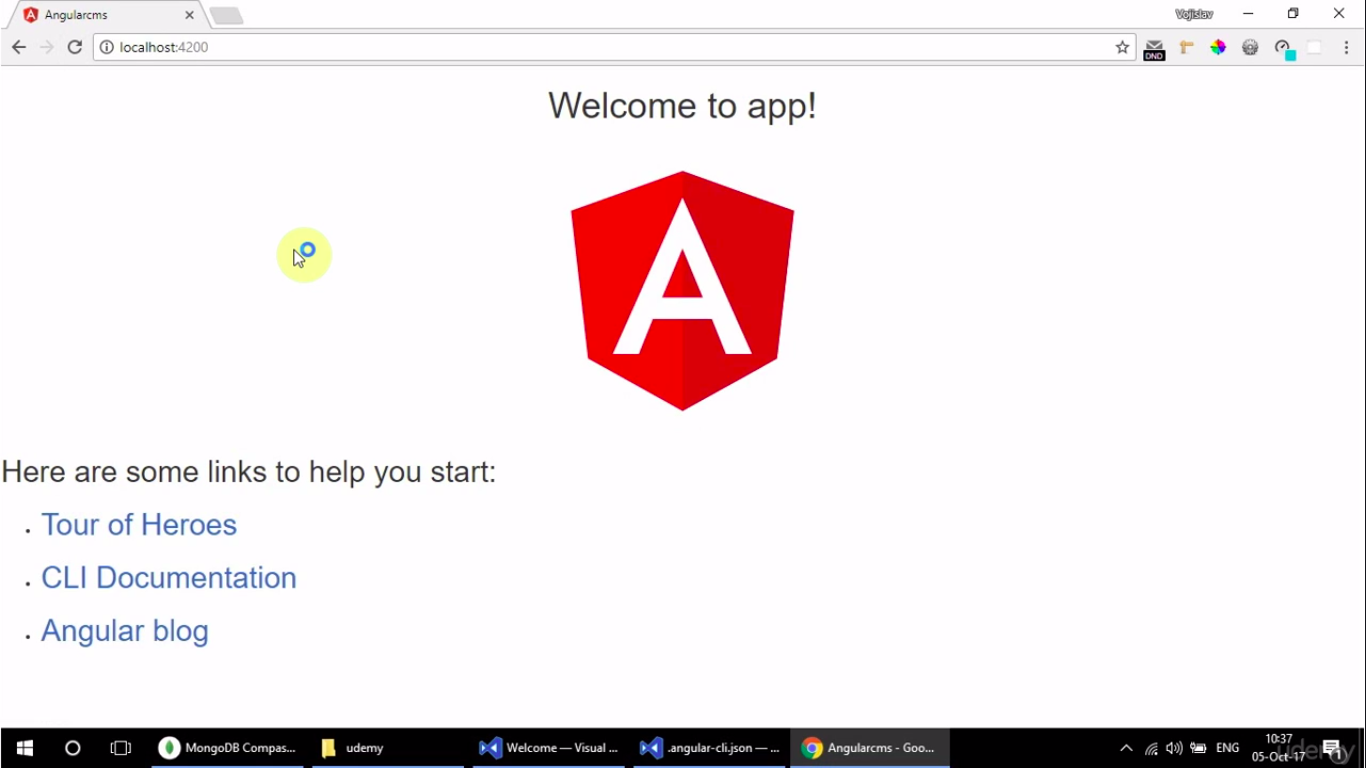 Angularcms
Vojislav
localhost:4200
DND
Welcome to app!
A
Here are some links to help you start:
Tour of Heroes
CLI Documentation
Angular blog
MongoDB Compas...
udemy
Welcome — Visual ...
.angular-cli.json — ...
Angularcms - Goo...
ENG
10:37
05-Oct-17
1
udemy